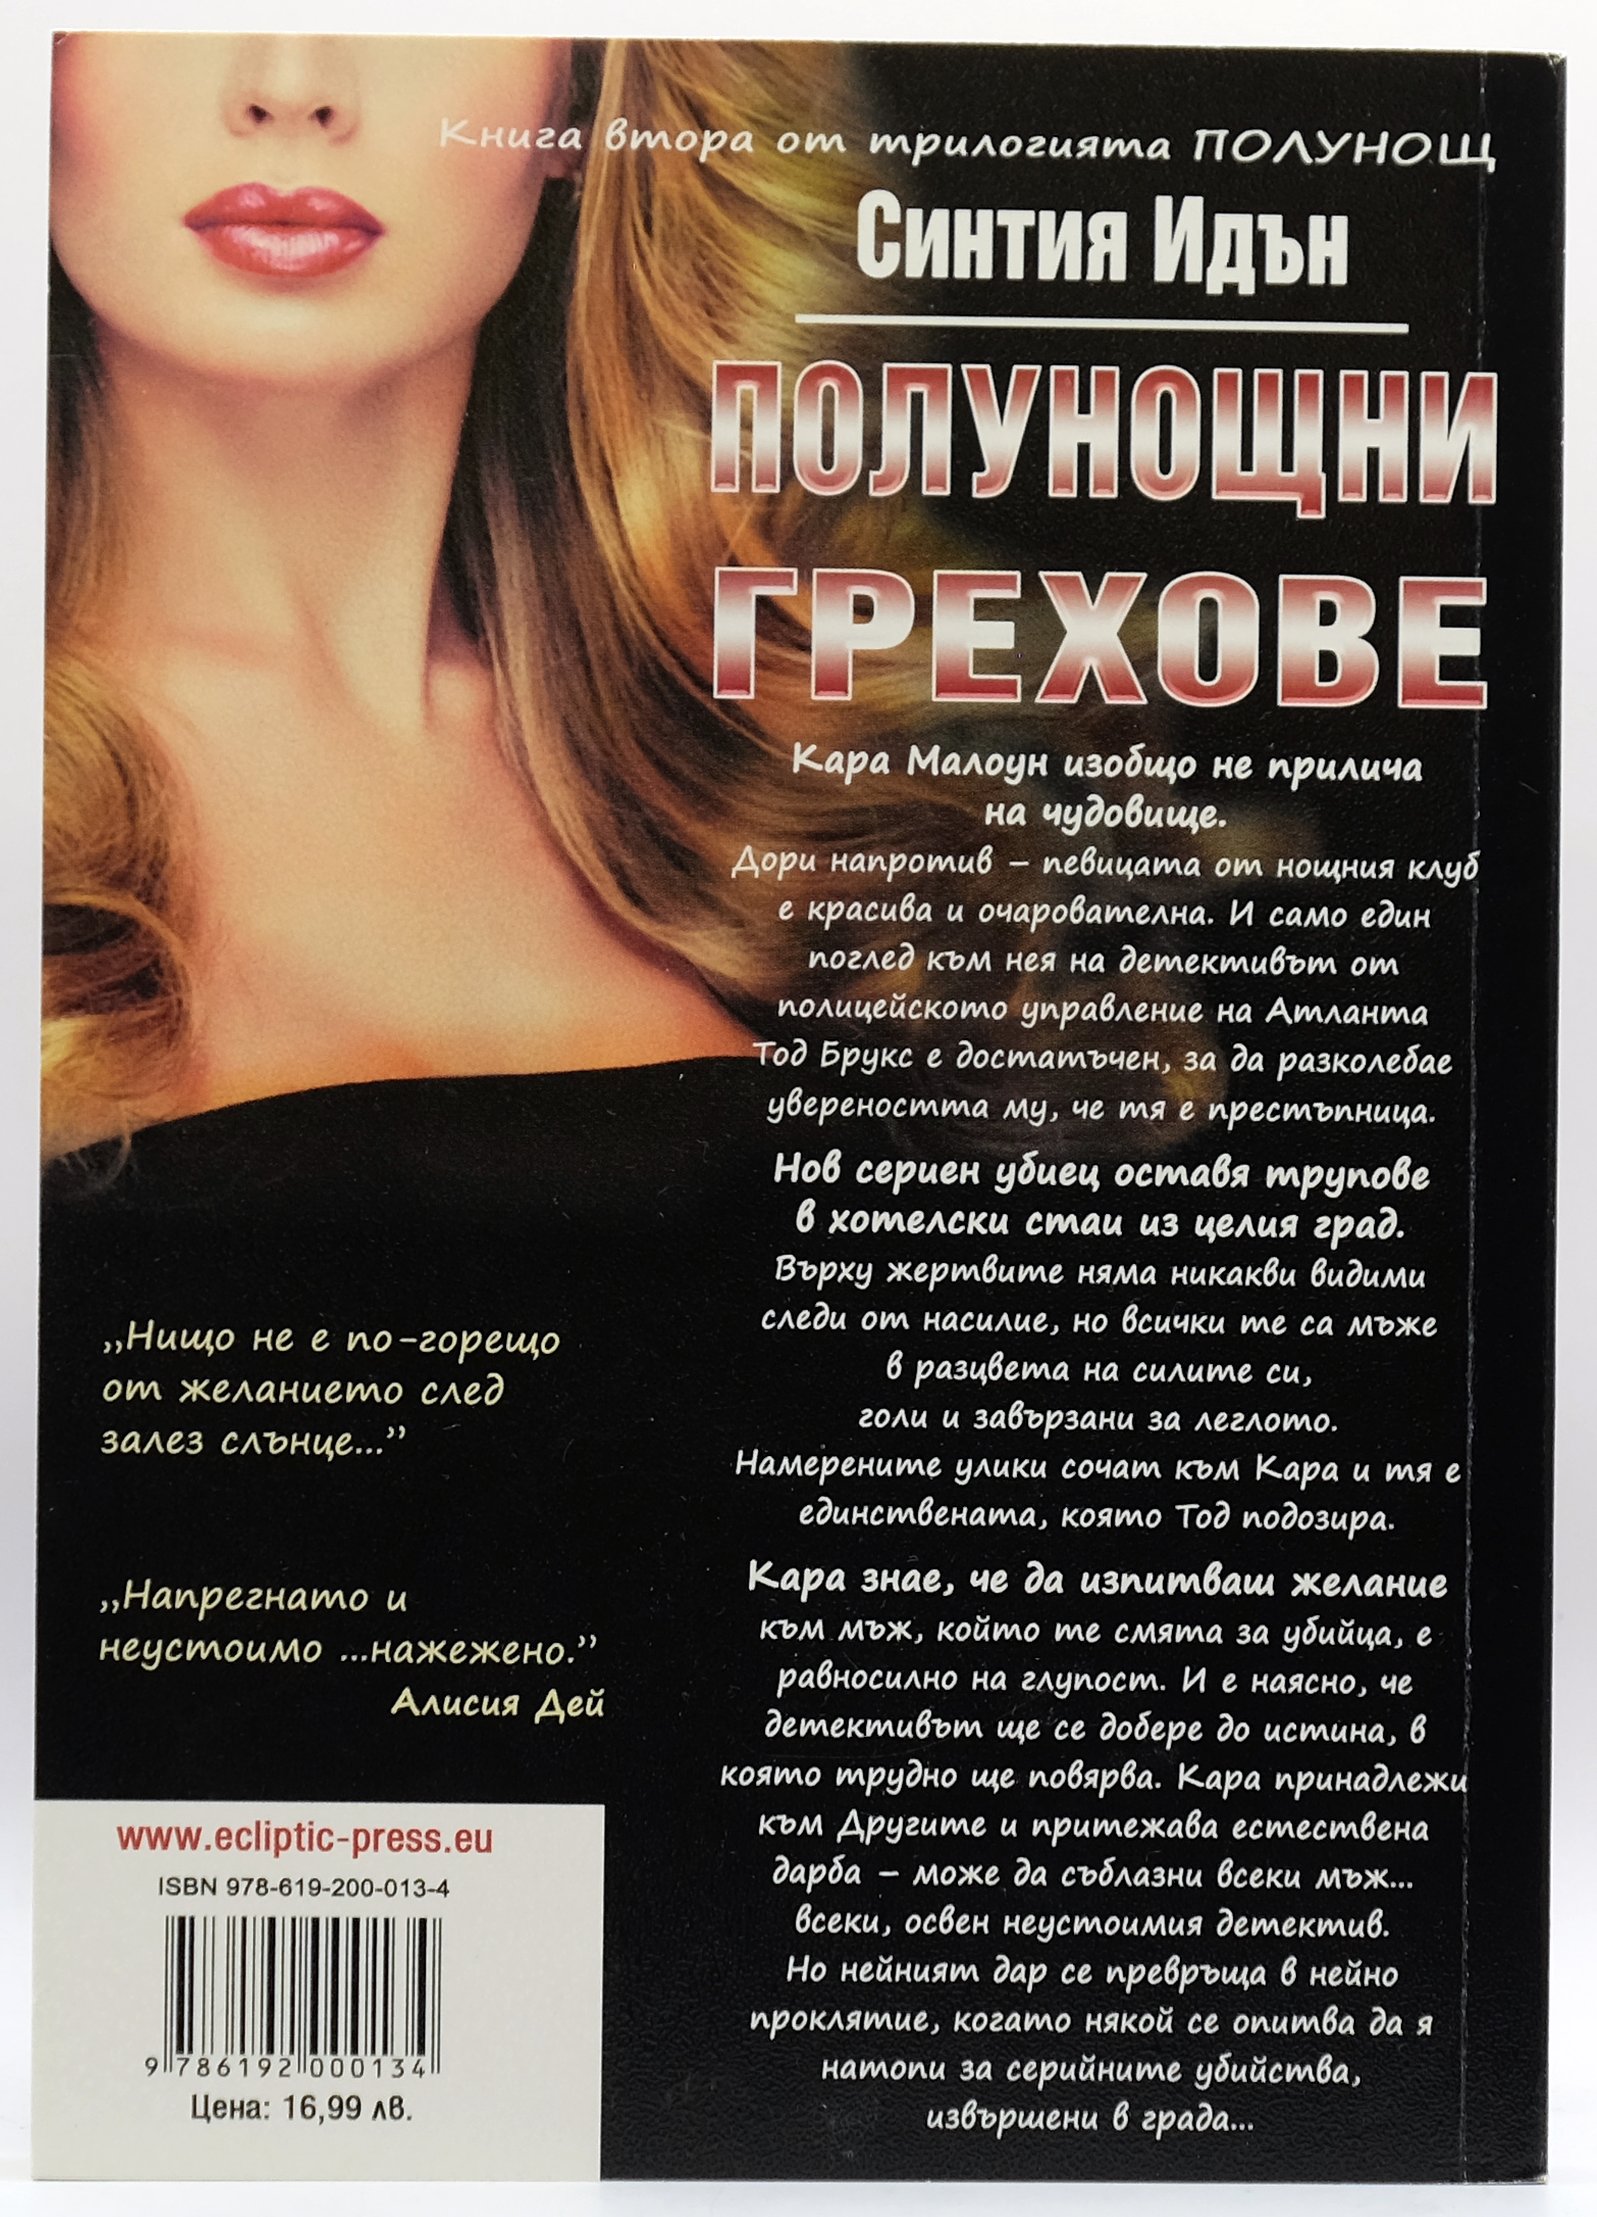 Книга втора от трилогията ПОЛУНОЩ
Синтия Идън
ПОЛУНОЩНИ
ГРЕХОВЕ
Кара Малоун изобщо не прилича
на чудовище.
Дори напротив – певицата от нощния клуб
е красива и очарователна. И само един
поглед към нея на детективът от
полицейското управление на Атланта
Тод Брукс е достатъчен, за да разколебае
увереността му, че тя е престъпница.
Нов сериен убиец оставя трупове
в хотелски стаи из целия град.
Върху жертвите няма никакви видими
следи от насилие, но всички те са мъже
в разцвета на силите си,
голи и завързани за леглото.
Намерените улики сочат към Кара и тя е
единствената, която Тод подозира.
Кара знае, че да изпитваш желание
към мъж, който те смята за убийца, е
равносилно на глупост. И е наясно, че
детективът ще се добере до истина, в
която трудно ще повярва. Кара принадлежи
към Другите и притежава естествена
дарба – може да съблазни всеки мъж...
всеки, освен неустоимия детектив.
Но нейният дар се превръща в нейно
проклятие, когато някой се опитва да я
натопи за серийните убийства,
извършени в града...
„Нищо не е по-горещо
от желанието след
залез слънце...”
„Напрегнато и
неустоимо ...нажежено.”
Алисия Дей
www.ecliptic-press.eu
ISBN 978-619-200-013-4
9 786192 000134
Цена: 16,99 лв.